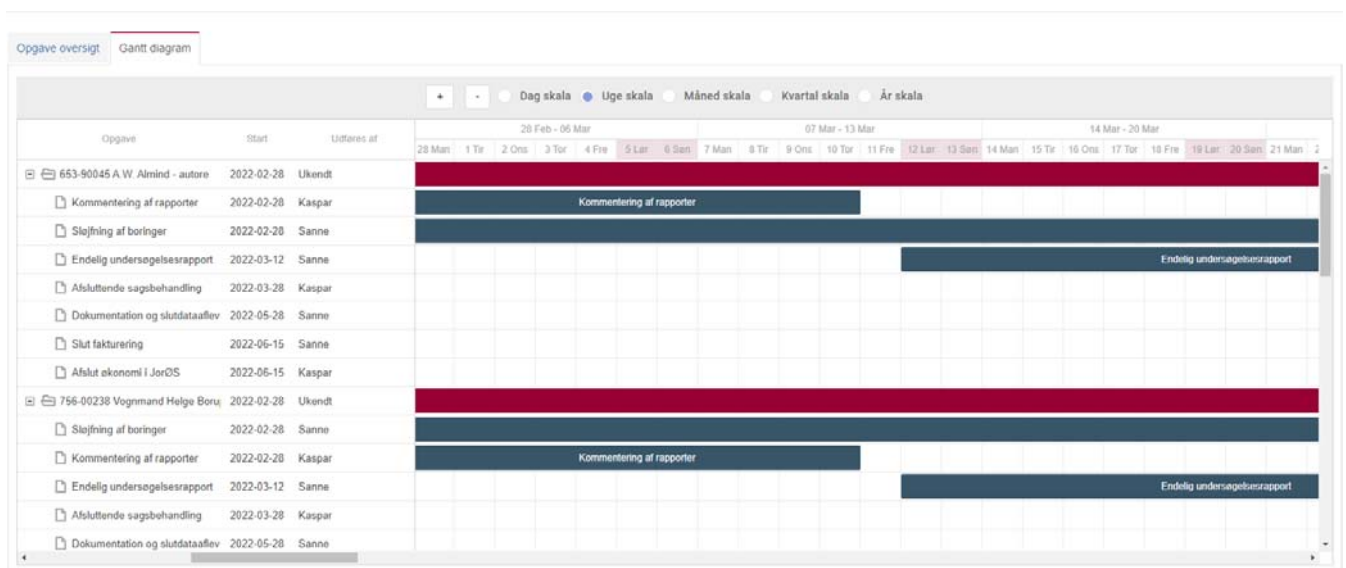 Opgave oversigt Gantt diagram
+ - Dag skala Uge skala Måned skala Kvartal skala År skala
Opgave Start Udføres af 28 Feb - 06 Mar 07 Mar - 13 Mar 14 Mar - 20 Mar
28 Man 1 Tir 2 Ons 3 Tor 4 Fre 5 Lør 6 Søn 7 Man 8 Tir 9 Ons 10 Tor 11 Fre 12 Lør 13 Søn 14 Man 15 Tir 16 Ons 17 Tor 18 Fre 19 Lør 20 Søn 21 Man 2
653-90045 A.W. Almind - autore 2022-02-28 Ukendt
Kommentering af rapporter 2022-02-28 Kaspar Kommentering af rapporter
Sløjfning af boringer 2022-02-28 Sanne
Endelig undersøgelsesrapport 2022-03-12 Sanne Endelig undersøgelsesrapport
Afsluttende sagsbehandling 2022-03-28 Kaspar
Dokumentation og slutdataaflev 2022-05-28 Sanne
Slut fakturering 2022-06-15 Sanne
Afslut økonomi i JorØS 2022-06-15 Kaspar
756-00238 Vognmand Helge Boru 2022-02-28 Ukendt
Sløjfning af boringer 2022-02-28 Sanne
Kommentering af rapporter 2022-02-28 Kaspar Kommentering af rapporter
Endelig undersøgelsesrapport 2022-03-12 Sanne Endelig undersøgelsesrapport
Afsluttende sagsbehandling 2022-03-28 Kaspar
Dokumentation og slutdataaflev 2022-05-28 Sanne